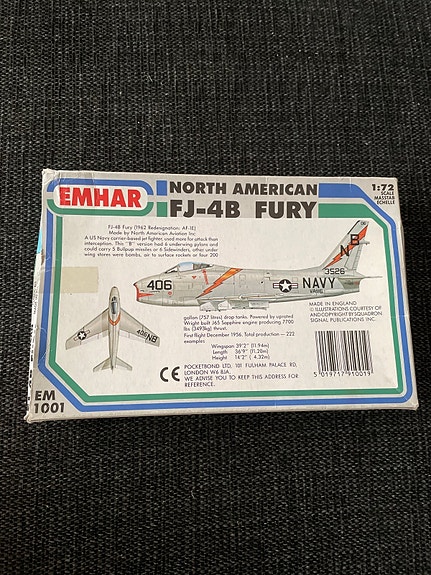 EMHAR
NORTH AMERICAN
FJ-4B FURY
1:72
SCALE
MASSTAB
ECHELLE
FJ-4B Fury (1962 Redesignation: AF-IE)
Made by North American Aviation Inc
A US Navy carrier-based jet fighter, used more for attack than
interception. This "B" version had 6 underwing pylons and
could carry 5 Bullpup missiles or 6 Sidewinders, other under
wing stores were bombs, air to surface rockets or four 200
406
NAVY
3526
NB
406
NB
gallon (757 litres) drop tanks. Powered by uprated
Wright built J65 Sapphire engine producing 7700
lbs (3493kg) thrust.
First flight December 1956. Total production — 222
examples
Wingspan 39'2" (11.94m)
Length 36'9" (11.20m)
Height 14'2" ( 4.32m)
MADE IN ENGLAND
© ILLUSTRATIONS COURTESY OF
AND COPYRIGHT BY SQUADRON
SIGNAL PUBLICATIONS INC.
CE
POCKETBOND LTD, 101 FULHAM PALACE RD,
LONDON W6 8JA.
WE ADVISE YOU TO KEEP THIS ADDRESS FOR
REFERENCE.
5 019717 910019
EM
1001